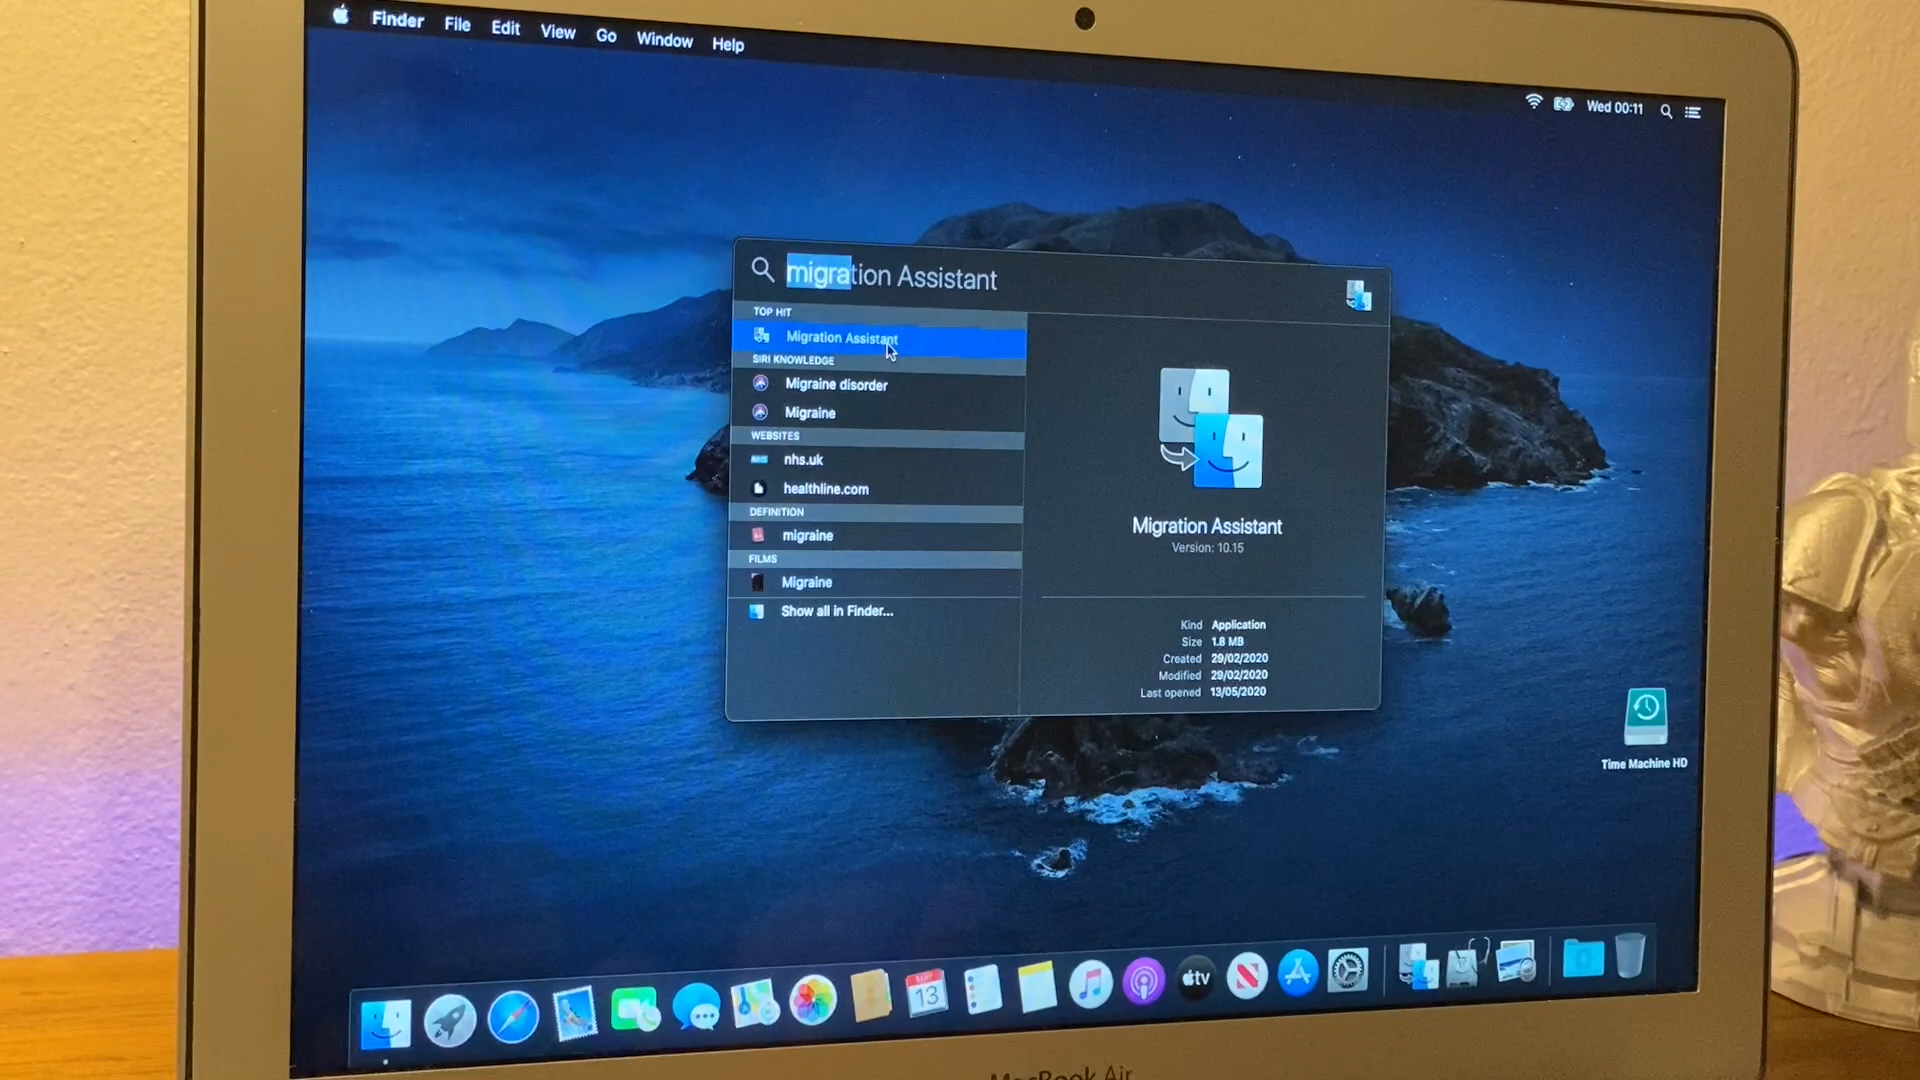 Finder File Edit View Go Window Help
Wed 00:11
migration Assistant
TOP HIT
Migration Assistant
SIRI KNOWLEDGE
Migraine disorder
Migraine
WEBSITES
nhs.uk
healthline.com
DEFINITION
migraine
FILMS
Migraine
Show all in Finder...
Migration Assistant
Version: 10.15
Kind Application
Size 1.8 MB
Created 29/02/2020
Modified 29/02/2020
Last opened 13/05/2020
Time Machine HD
MAY
13
tv
MacBook Air